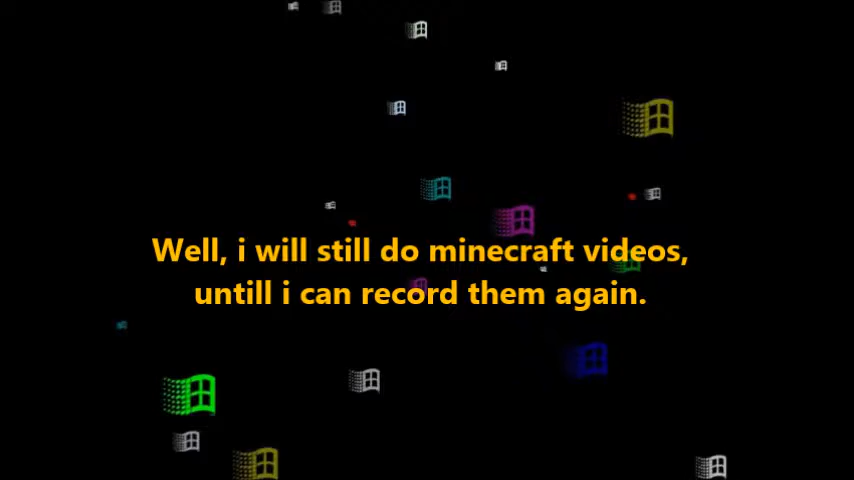 Well, i will still do minecraft videos,
untill i can record them again.